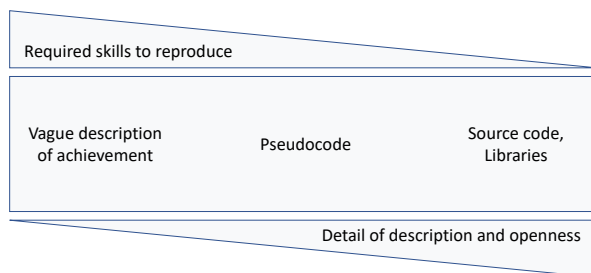 Required skills to reproduce
Vague description
of achievement
Pseudocode
Source code,
Libraries
Detail of description and openness